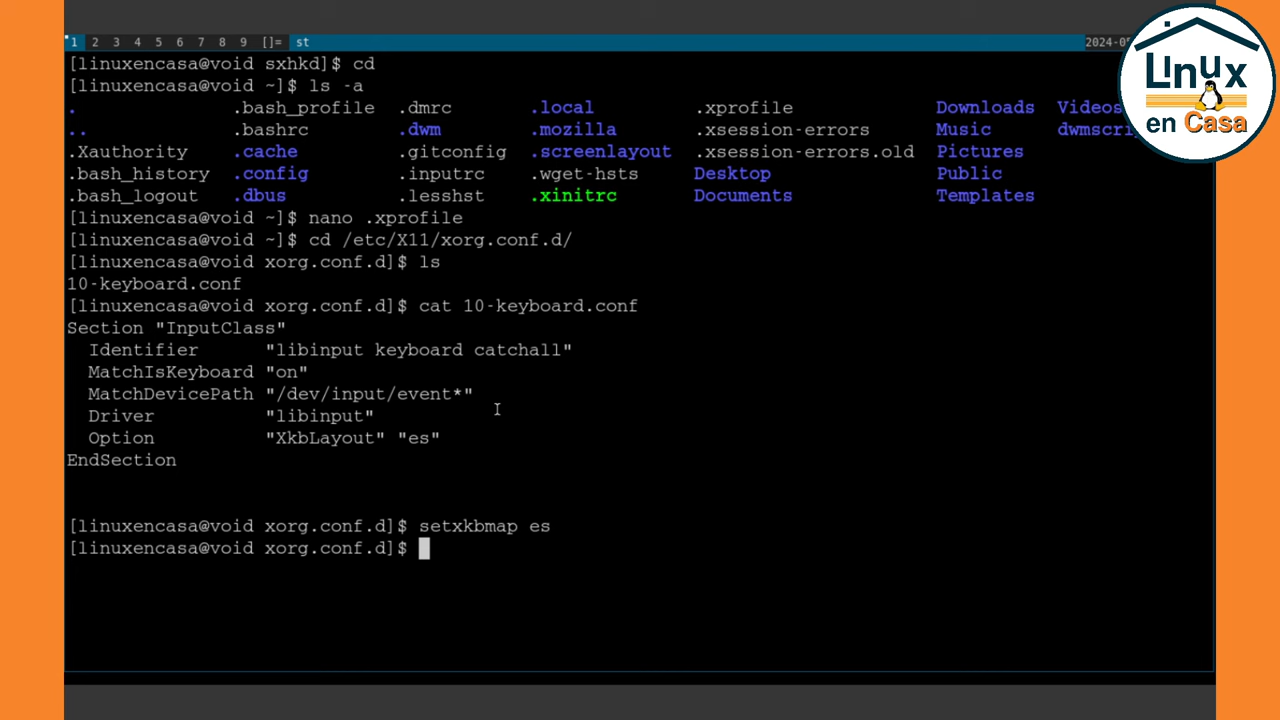 1 2 3 4 5 6 7 8 9 []= st 2024-0
[linuxencasa@void sxhkd]$ cd
[linuxencasa@void ~]$ ls -a
. .bash_profile .dmrc .local .xprofile Downloads Videos
.. .bashrc .dwm .mozilla .xsession-errors Music dwmscri
.Xauthority .cache .gitconfig .screenlayout .xsession-errors.old Pictures
.bash_history .config .inputrc .wget-hsts Desktop Public
.bash_logout .dbus .lesshst .xinitrc Documents Templates
[linuxencasa@void ~]$ nano .xprofile
[linuxencasa@void ~]$ cd /etc/X11/xorg.conf.d/
[linuxencasa@void xorg.conf.d]$ ls
10-keyboard.conf
[linuxencasa@void xorg.conf.d]$ cat 10-keyboard.conf
Section "InputClass"
Identifier "libinput keyboard catchall"
MatchIsKeyboard "on"
MatchDevicePath "/dev/input/event*"
Driver "libinput"
Option "XkbLayout" "es"
EndSection
[linuxencasa@void xorg.conf.d]$ setxkbmap es
[linuxencasa@void xorg.conf.d]$
Linux
en Casa